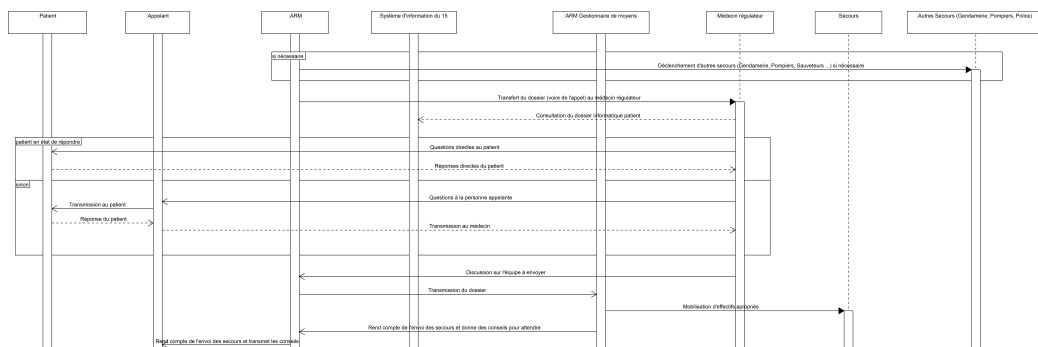 :Patient
:Appelant
:ARM
:Système d'information du 15
:ARM Gestionnaire de moyens
:Médecin régulateur
:Secours
:Autres Secours (Gendarmerie, Pompiers, Police)
si nécessaire
Déclenchement d'autres secours (Gendamerie, Pompiers, Sauveteurs ...) si nécessaire
Transfert du dossier (voire de l'appel) au médecin régulateur
Consultation du dossier informatique patient
patient en état de répondre
Questions directes au patient
Réponses directes du patient
sinon
Questions à la personne appelante
Transmission au patient
Réponse du patient
Transmission au médecin
Discussion sur l'équipe à envoyer
Transmission du dossier
Mobilisation d'effectifs apropriés
Rend compte de l'envoi des secours et donne des conseils pour attendre
Rend compte de l'envoi des secours et transmet les conseils